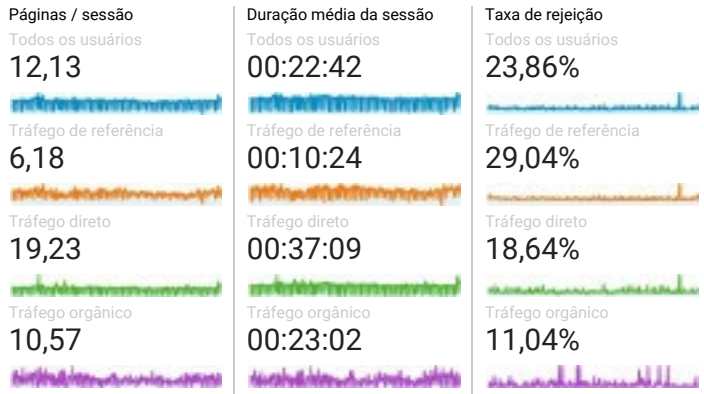 Páginas / sessão
Todos os usuários
12,13
Tráfego de referência
6,18
Tráfego direto
19,23
Tráfego orgânico
10,57
Duração média da sessão
Todos os usuários
00:22:42
Tráfego de referência
00:10:24
Tráfego direto
00:37:09
Tráfego orgânico
00:23:02
Taxa de rejeição
Todos os usuários
23,86%
Tráfego de referência
29,04%
Tráfego direto
18,64%
Tráfego orgânico
11,04%